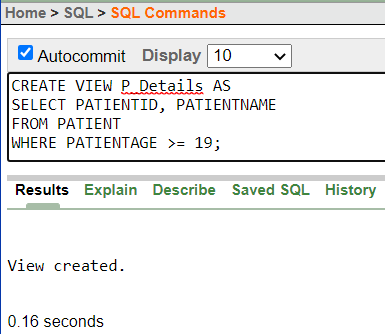 Home > SQL > SQL Commands
Autocommit Display 10
CREATE VIEW P_Details AS
SELECT PATIENTID, PATIENTNAME
FROM PATIENT
WHERE PATIENTAGE >= 19;
Results Explain Describe Saved SQL History
View created.
0.16 seconds